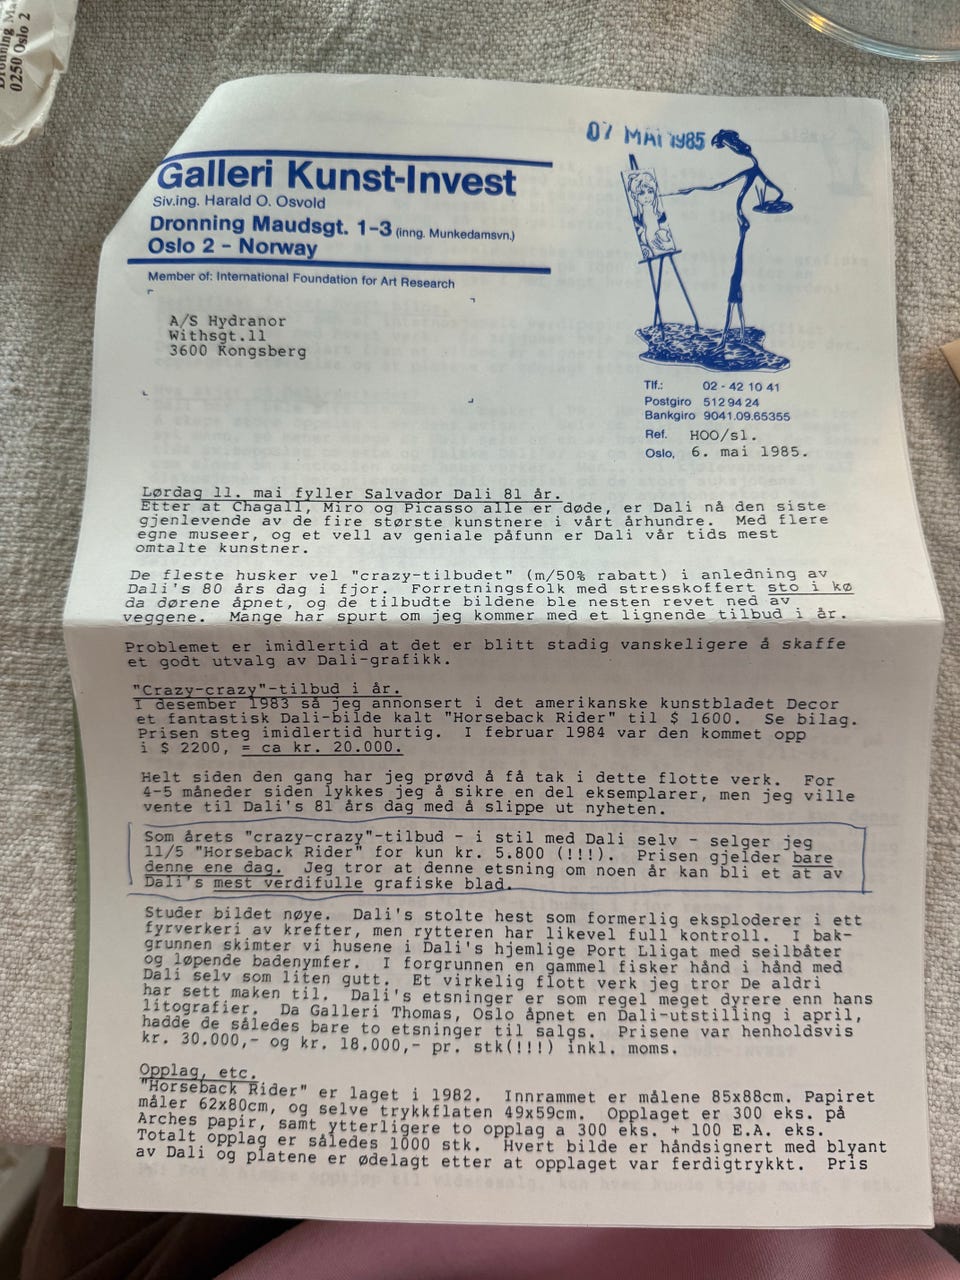 Dronning Ma
0250 Oslo 2
07 MAI 1985
Galleri Kunst-Invest
Siv.ing. Harald O. Osvold
Dronning Maudsgt. 1-3 (inng. Munkedamsvn.)
Oslo 2 - Norway
Member of: International Foundation for Art Research
A/S Hydranor
Withsgt.11
3600 Kongsberg
Tlf.: 02 - 42 10 41
Postgiro 512 94 24
Bankgiro 9041.09.65355
Ref. HOO/sl.
Oslo, 6. mai 1985.
Lørdag 11. mai fyller Salvador Dali 81 år.
Etter at Chagall, Miro og Picasso alle er døde, er Dali nå den siste
gjenlevende av de fire største kunstnere i vårt århundre. Med flere
egne museer, og et vell av geniale påfunn er Dali vår tids mest
omtalte kunstner.
De fleste husker vel "crazy-tilbudet" (m/50% rabatt) i anledning av
Dali's 80 års dag i fjor. Forretningsfolk med stresskoffert sto i kø
da dørene åpnet, og de tilbudte bildene ble nesten revet ned av
veggene. Mange har spurt om jeg kommer med et lignende tilbud i år.
Problemet er imidlertid at det er blitt stadig vanskeligere å skaffe
et godt utvalg av Dali-grafikk.
"Crazy-crazy"-tilbud i år.
I desember 1983 så jeg annonsert i det amerikanske kunstbladet Decor
et fantastisk Dali-bilde kalt "Horseback Rider" til $ 1600. Se bilag.
Prisen steg imidlertid hurtig. I februar 1984 var den kommet opp
i $ 2200, = ca kr. 20.000.
Helt siden den gang har jeg prøvd å få tak i dette flotte verk. For
4-5 måneder siden lykkes jeg å sikre en del eksemplarer, men jeg ville
vente til Dali's 81 års dag med å slippe ut nyheten.
Som årets "crazy-crazy"-tilbud - i stil med Dali selv - selger jeg
11/5 "Horseback Rider" for kun kr. 5.800 (!!!). Prisen gjelder bare
denne ene dag. Jeg tror at denne etsning om noen år kan bli et at av
Dali's mest verdifulle grafiske blad.
Studer bildet nøye. Dali's stolte hest som formerlig eksploderer i ett
fyrverkeri av krefter, men rytteren har likevel full kontroll. I bak-
grunnen skimter vi husene i Dali's hjemlige Port Lligat med seilbåter
og løpende badenymfer. I forgrunnen en gammel fisker hånd i hånd med
Dali selv som liten gutt. Et virkelig flott verk jeg tror De aldri
har sett maken til. Dali's etsninger er som regel meget dyrere enn hans
litografier. Da Galleri Thomas, Oslo åpnet en Dali-utstilling i april,
hadde de således bare to etsninger til salgs. Prisene var henholdsvis
kr. 30.000,- og kr. 18.000,- pr. stk(!!!) inkl. moms.
Opplag, etc.
"Horseback Rider" er laget i 1982. Innrammet er målene 85x88cm. Papiret
måler 62x80cm, og selve trykkflaten 49x59cm. Opplaget er 300 eks. på
Arches papir, samt ytterligere to opplag a 300 eks. + 100 E.A. eks.
Totalt opplag er således 1000 stk. Hvert bilde er håndsignert med blyant
av Dali og platene er ødelagt etter at opplaget var ferdigtrykkt. Pris